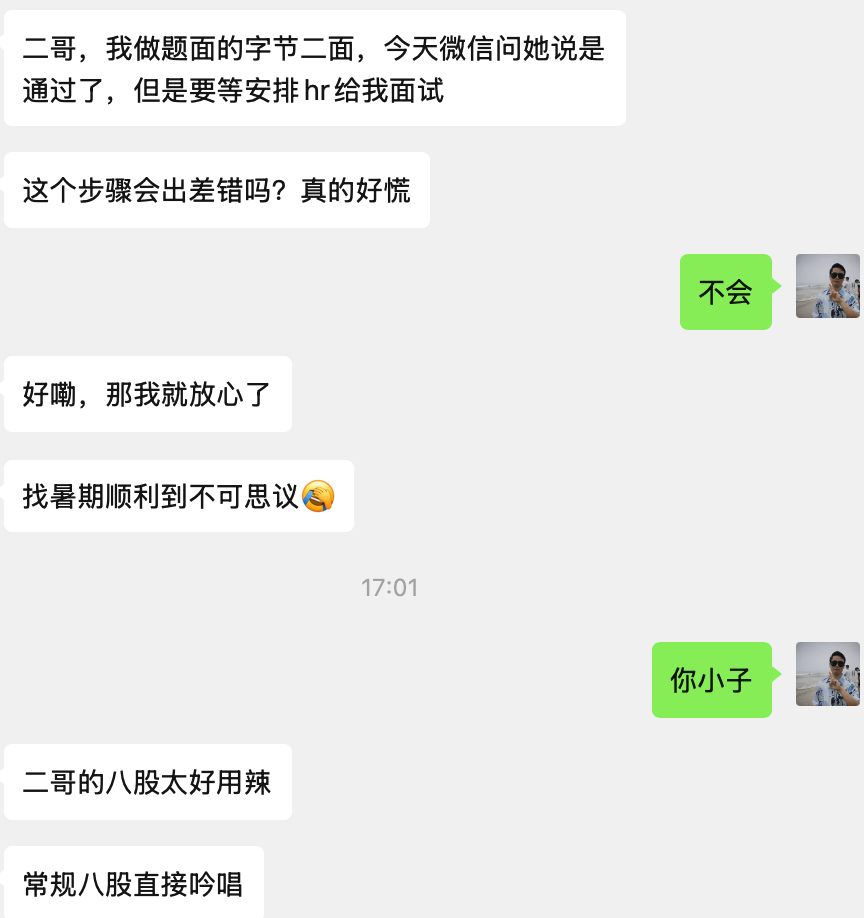 二哥，我做题面的字节二面，今天微信问她说是
通过了，但是要等安排hr给我面试
这个步骤会出差错吗？真的好慌
不会
好嘞，那我就放心了
找暑期顺利到不可思议🤦
17:01
你小子
二哥的八股太好用辣
常规八股直接吟唱